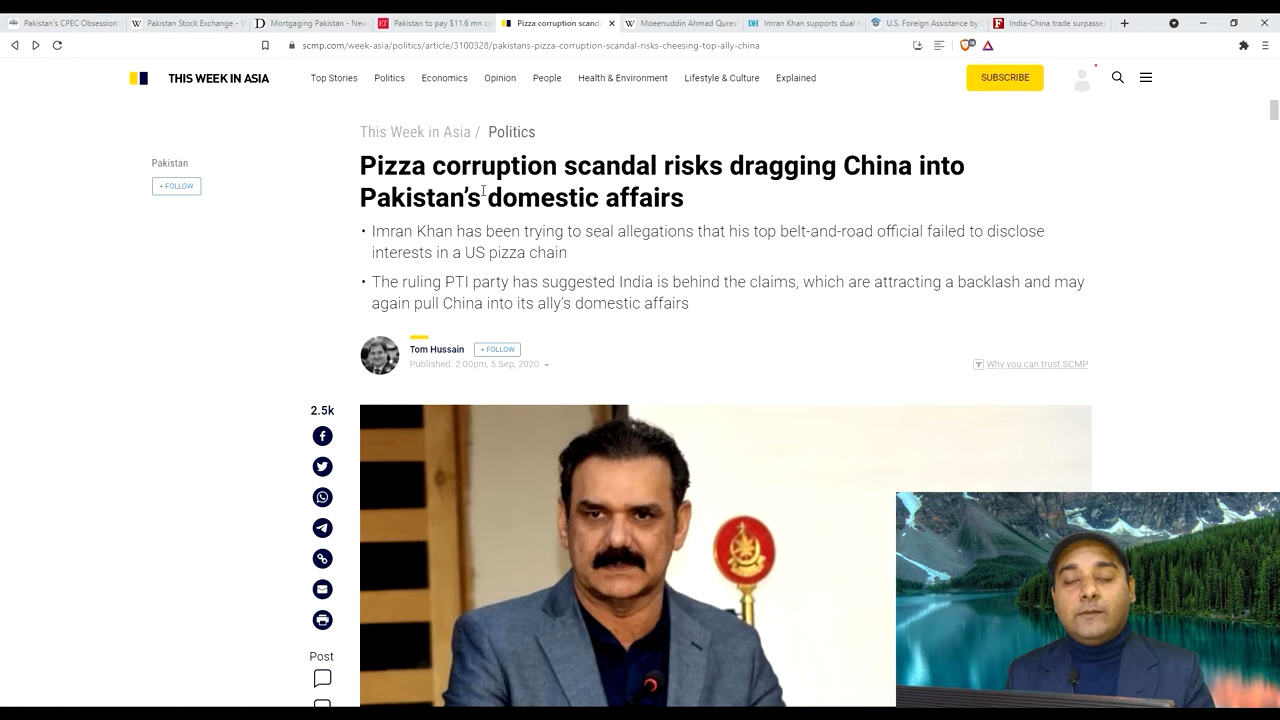 Pakistan's CPEC Obsession:
Pakistan Stock Exchange - W
Mortgaging Pakistan - New
Pakistan to pay $11.6 mn co
Pizza corruption scand
Moeenuddin Ahmad Qures
Imran Khan supports dual
U.S. Foreign Assistance by C
India-China trade surpasse
scmp.com/week-asia/politics/article/3100328/pakistans-pizza-corruption-scandal-risks-cheesing-top-ally-china
THIS WEEK IN ASIA
Top Stories
Politics
Economics
Opinion
People
Health & Environment
Lifestyle & Culture
Explained
SUBSCRIBE
This Week in Asia / Politics
Pakistan
+ FOLLOW
Pizza corruption scandal risks dragging China into
Pakistan's domestic affairs
• Imran Khan has been trying to seal allegations that his top belt-and-road official failed to disclose
interests in a US pizza chain
• The ruling PTI party has suggested India is behind the claims, which are attracting a backlash and may
again pull China into its ally's domestic affairs
Tom Hussain
+ FOLLOW
Published: 2.00pm, 5 Sep, 2020
Why you can trust SCMP
2.5k
Post